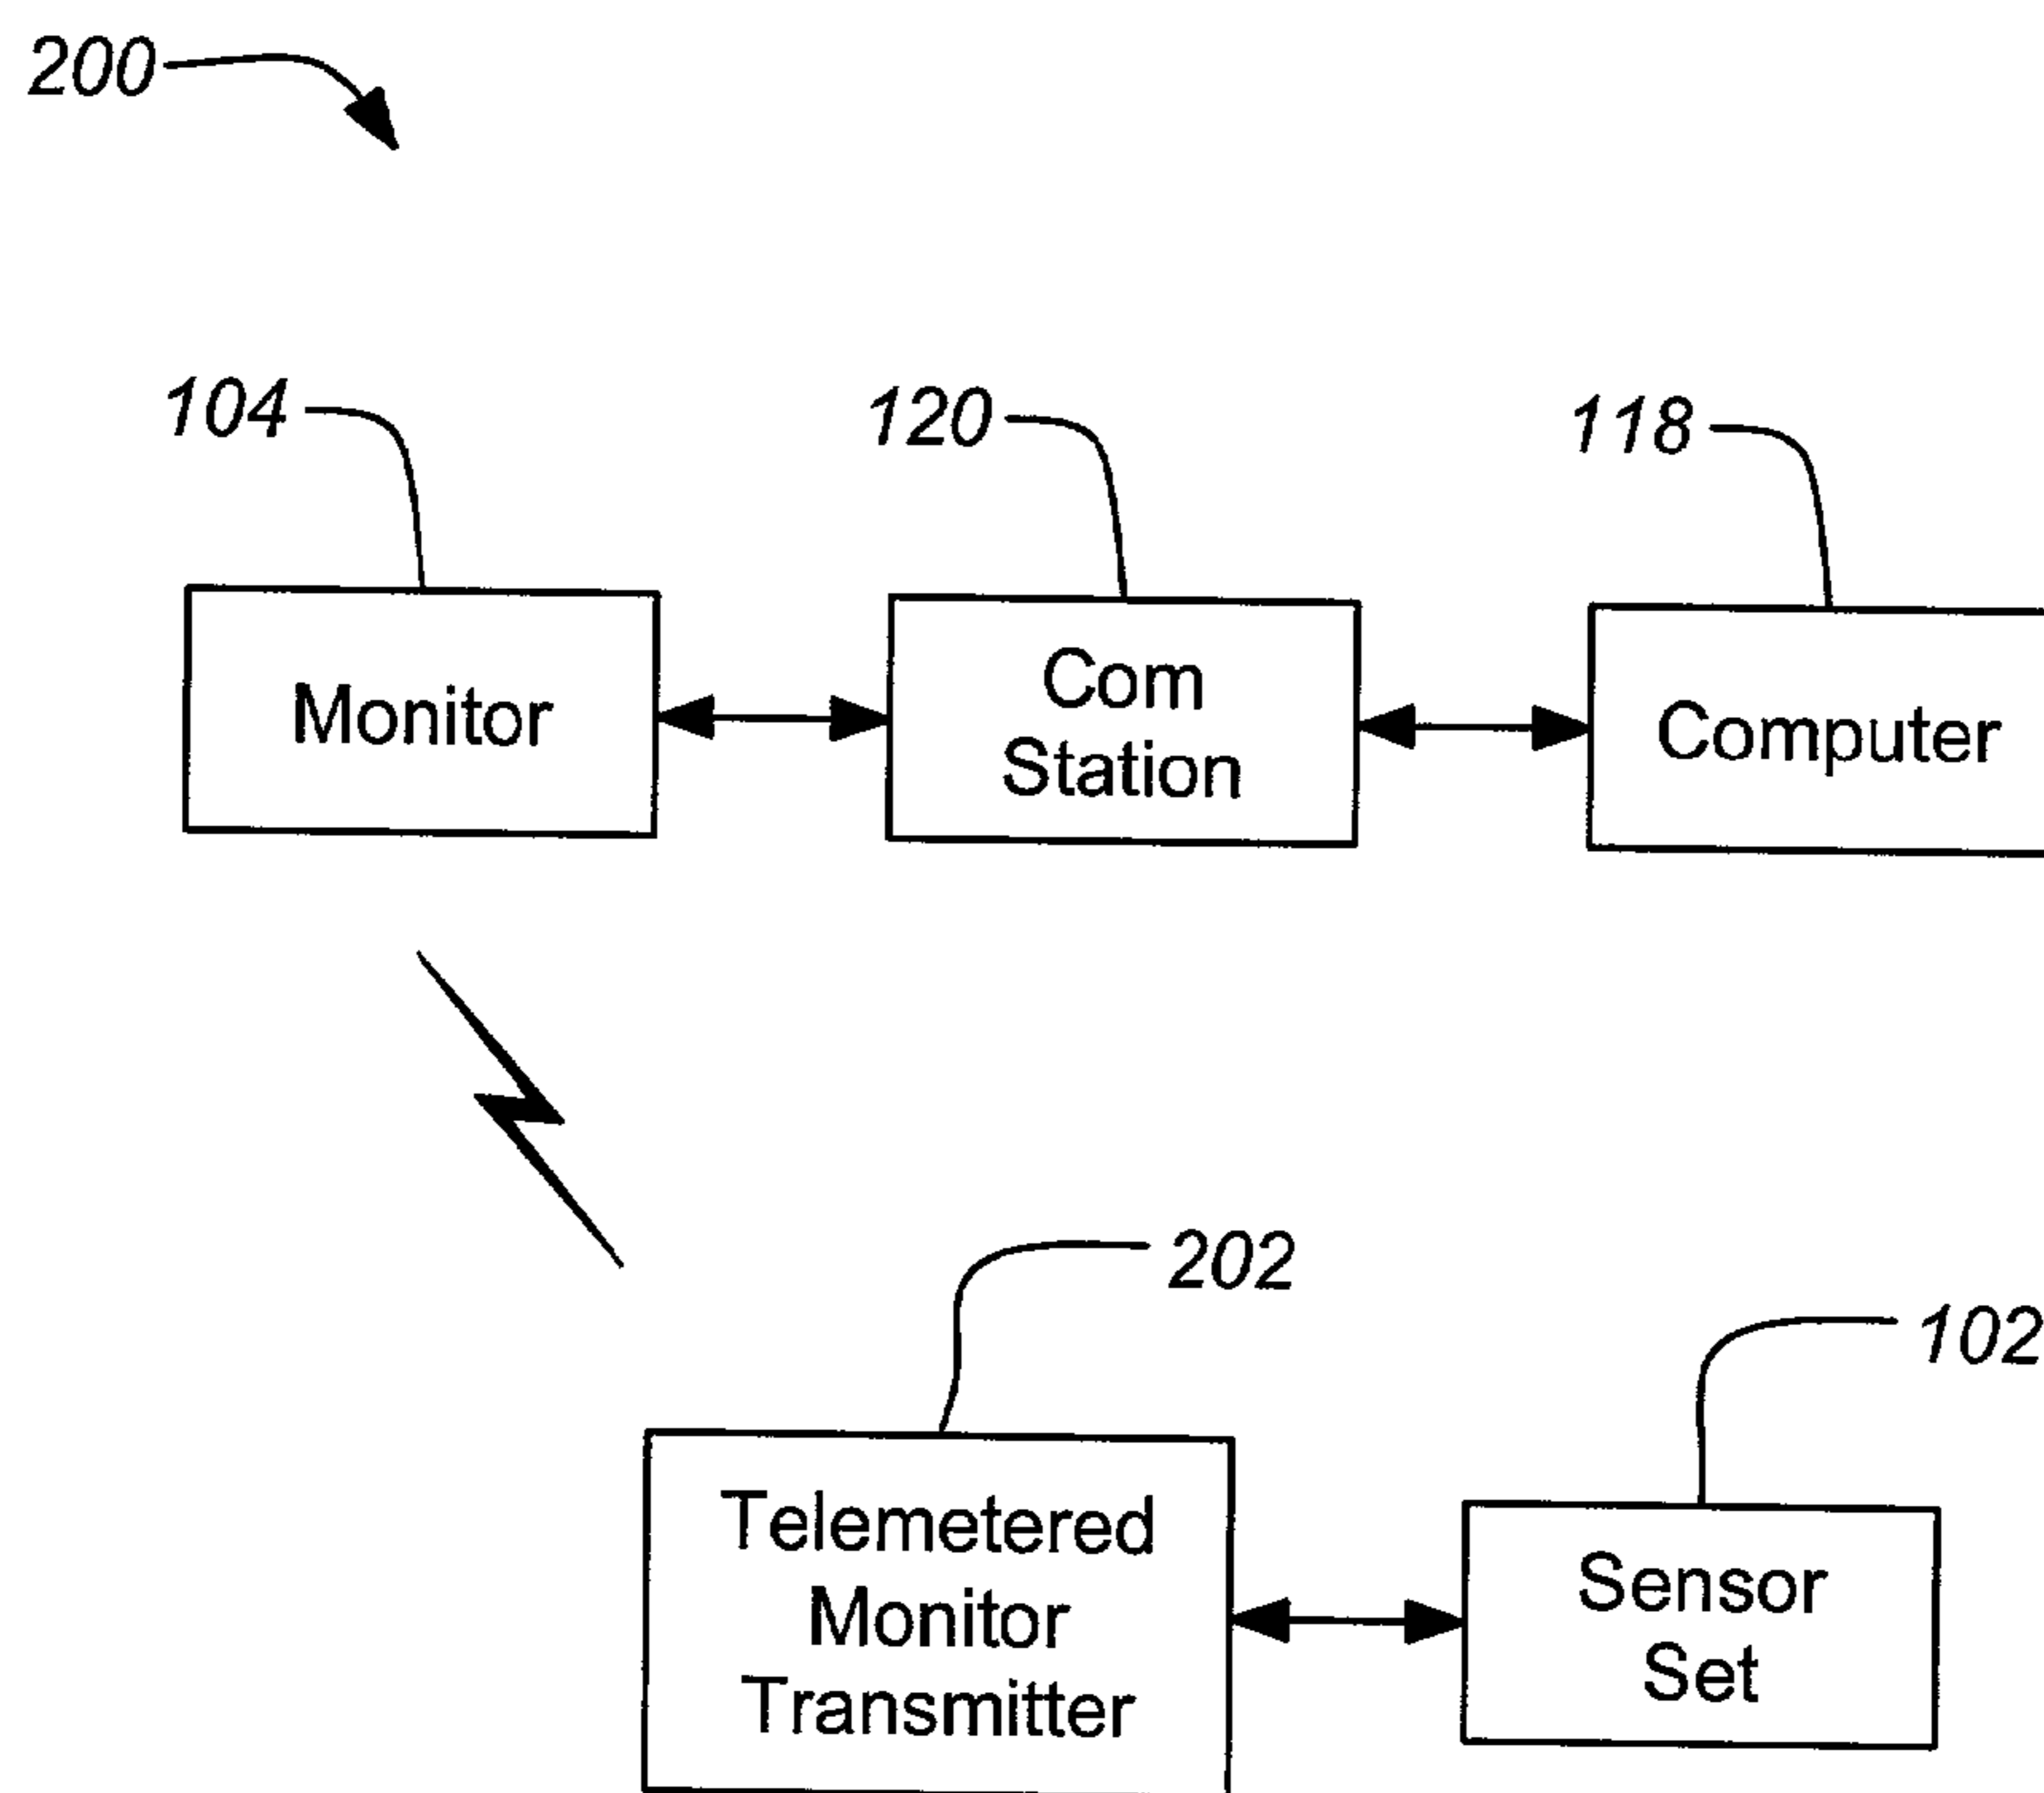 200
104
120
118
Monitor
Com
Station
Computer
202
102
Telemetered
Monitor
Transmitter
Sensor
Set